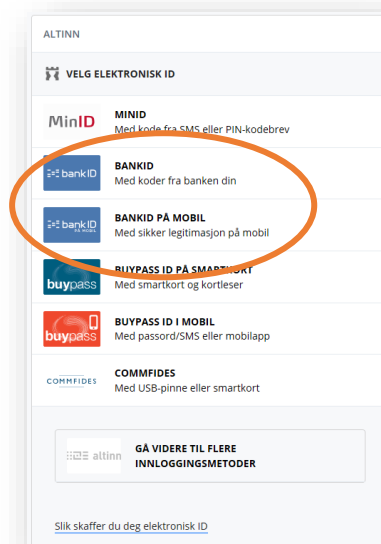 ALTINN
VELG ELEKTRONISK ID
MinID
MINID
Med kode fra SMS eller PIN-kodebrev
bankID
BANKID
Med koder fra banken din
bankID
PÅ MOBIL
BANKID PÅ MOBIL
Med sikker legitimasjon på mobil
buypass
BUYPASS ID PÅ SMARTKORT
Med smartkort og kortleser
buypass
BUYPASS ID I MOBIL
Med passord/SMS eller mobilapp
COMMFIDES
COMMFIDES
Med USB-pinne eller smartkort
altinn
GÅ VIDERE TIL FLERE
INNLOGGINGSMETODER
Slik skaffer du deg elektronisk ID